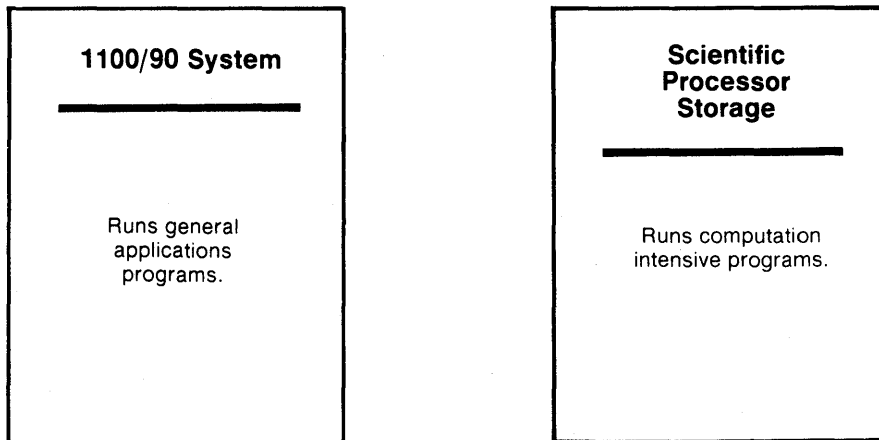 1100/90 System
Runs general
applications
programs.
Scientific
Processor
Storage
Runs computation
intensive programs.